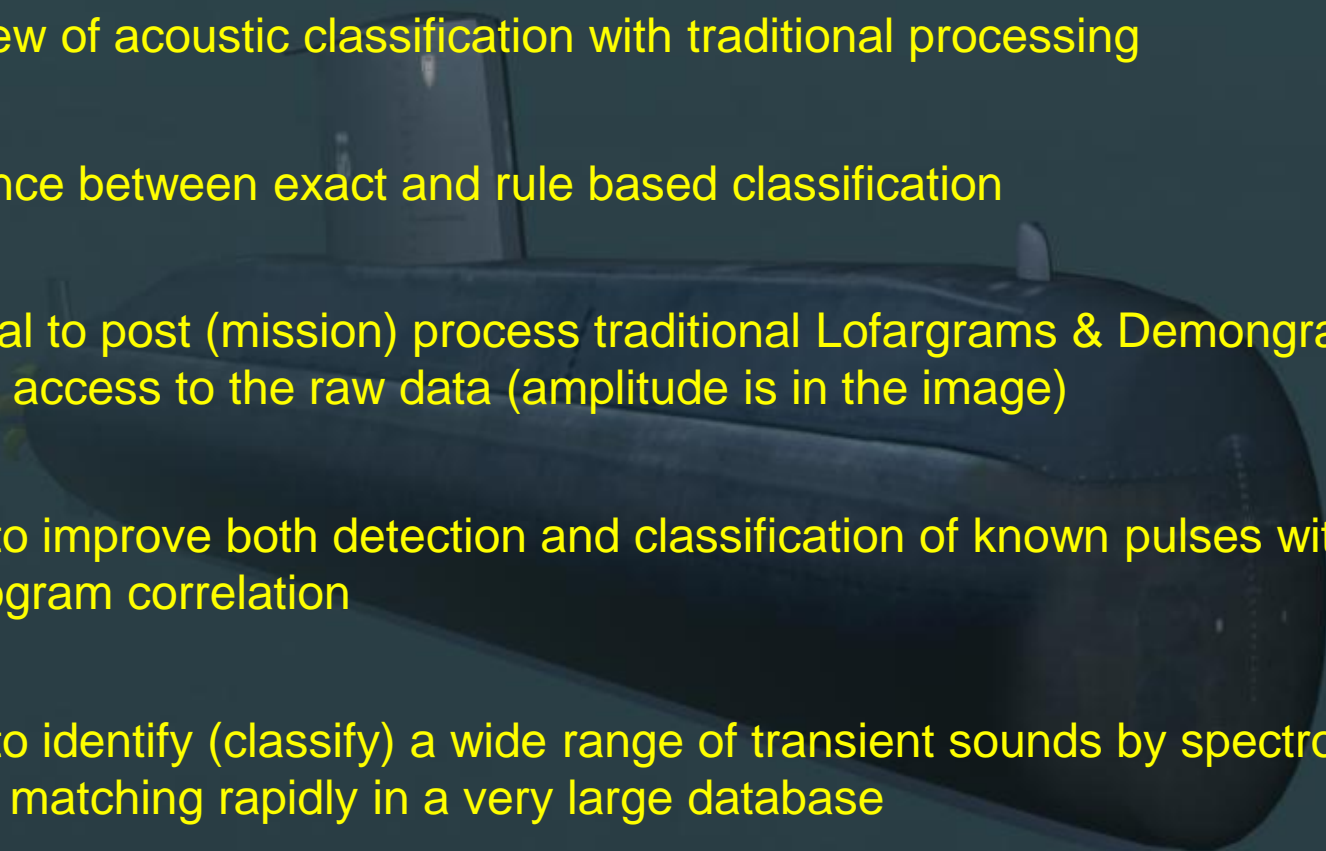 ew of acoustic classification with traditional processing
nce between exact and rule based classification
al to post (mission) process traditional Lofargrams & Demongra
access to the raw data (amplitude is in the image)
to improve both detection and classification of known pulses wit
ogram correlation
to identify (classify) a wide range of transient sounds by spectro
matching rapidly in a very large database